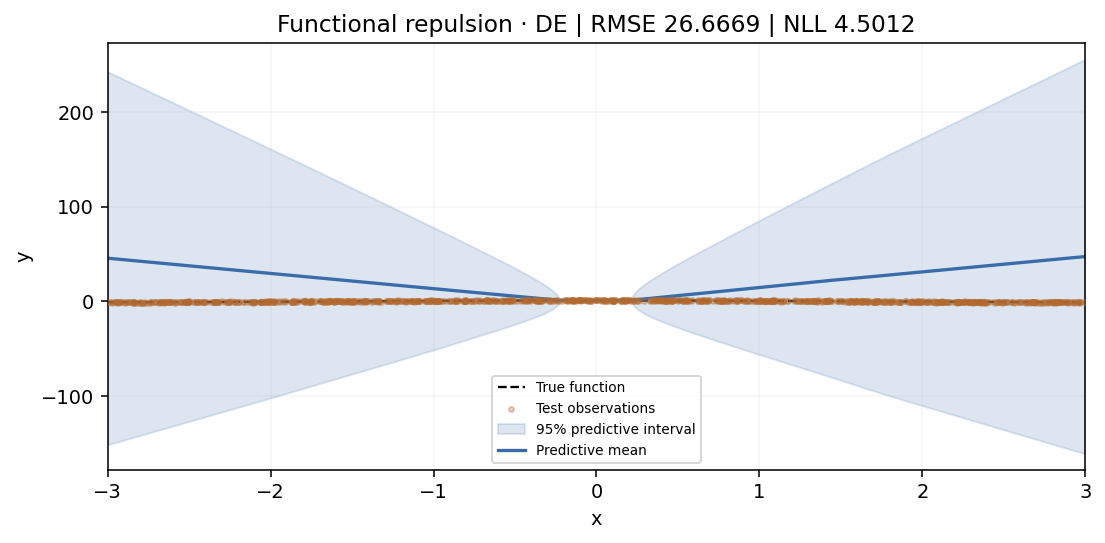 Functional repulsion · DE | RMSE 26.6669 | NLL 4.5012
200
100
0
−100
y
True function
Test observations
95% predictive interval
Predictive mean
−3
−2
−1
0
1
2
3
x